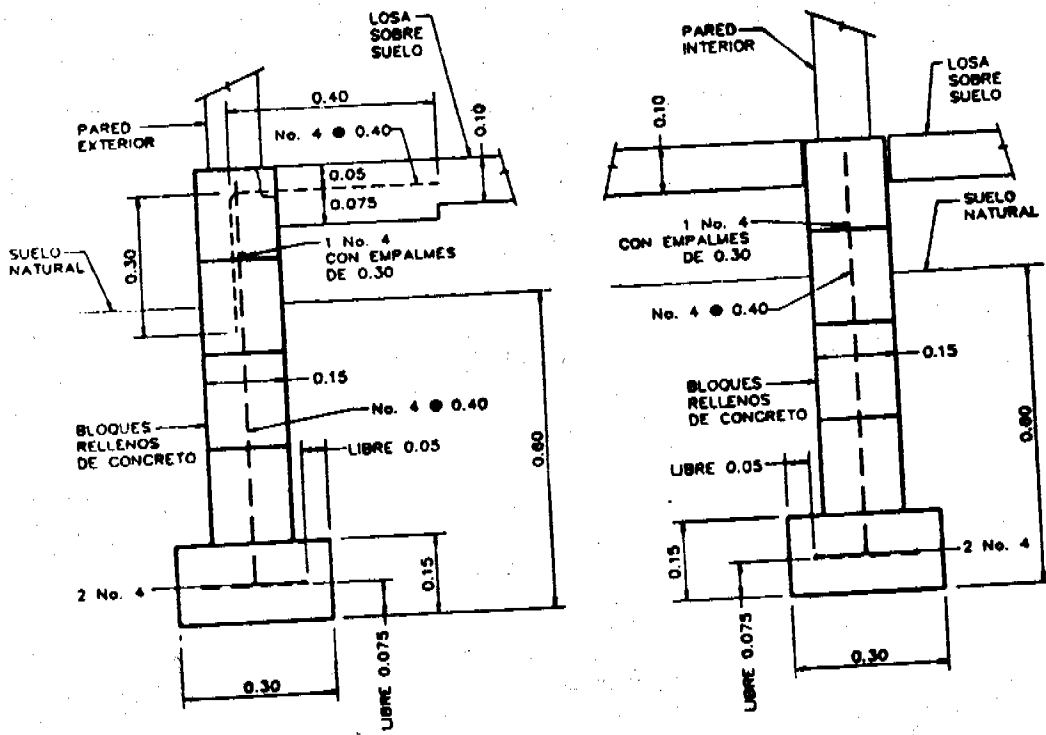 LOSA
SOBRE
SUELO
0.40
PARED
EXTERIOR
No. 4 @ 0.40
0.10
0.05
0.075
0.30
1 No. 4
CON EMPALMES
DE 0.30
SUELO
NATURAL
0.15
No. 4 @ 0.40
BLOQUES
RELLENOS
DE CONCRETO
LIBRE 0.05
0.60
2 No. 4
0.15
LIBRE 0.075
0.30
PARED
INTERIOR
LOSA
SOBRE
SUELO
0.10
SUELO
NATURAL
1 No. 4
CON EMPALMES
DE 0.30
No. 4 @ 0.40
0.15
BLOQUES
RELLENOS
DE CONCRETO
LIBRE 0.05
0.60
2 No. 4
0.15
LIBRE 0.075
0.30